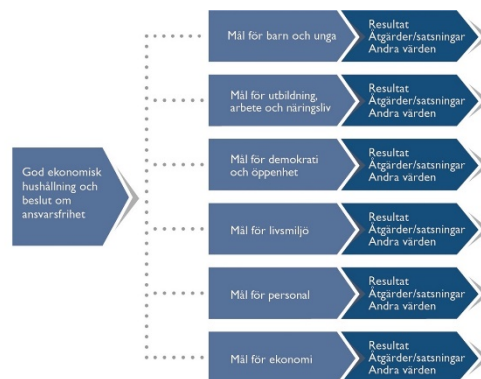 God ekonomisk
hushållning och
beslut om
ansvarsfrihet
Mål för barn och unga
Resultat
Åtgärder/satsningar
Andra värden
Mål för utbildning,
arbete och näringsliv
Resultat
Åtgärder/satsningar
Andra värden
Mål för demokrati
och öppenhet
Resultat
Åtgärder/satsningar
Andra värden
Mål för livsmiljö
Resultat
Åtgärder/satsningar
Andra värden
Mål för personal
Resultat
Åtgärder/satsningar
Andra värden
Mål för ekonomi
Resultat
Åtgärder/satsningar
Andra värden